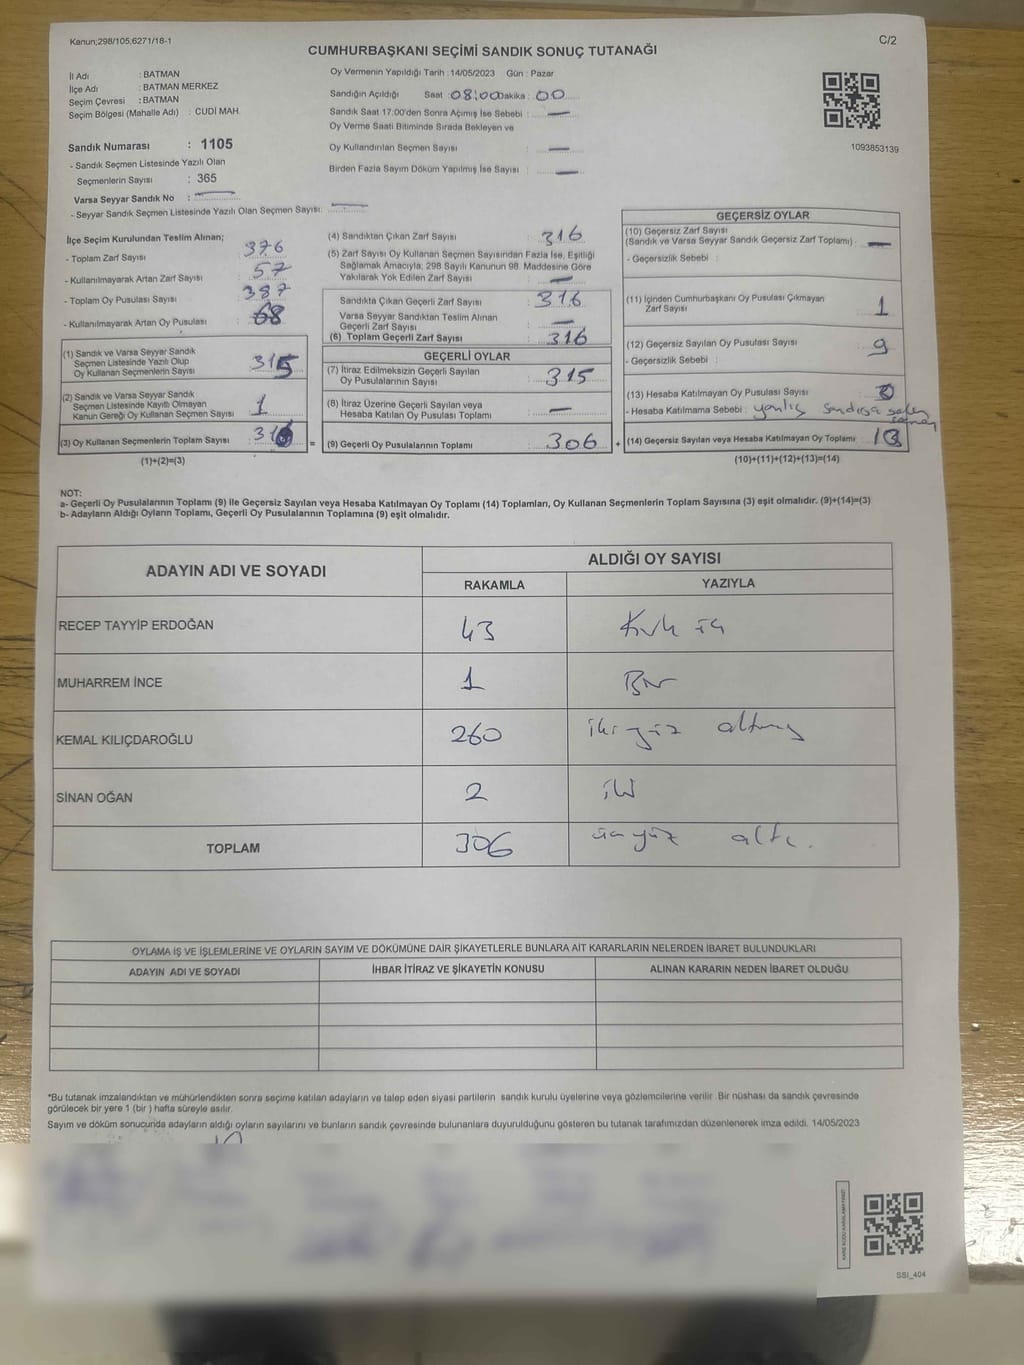 Kanun;298/105;6271/18-1
C/2
CUMHURBAŞKANI SEÇİMİ SANDIK SONUÇ TUTANAĞI
İl Adı : BATMAN
İlçe Adı : BATMAN MERKEZ
Seçim Çevresi : BATMAN
Seçim Bölgesi (Mahalle Adı) : CUDİ MAH.
Sandık Numarası : 1105
- Sandık Seçmen Listesinde Yazılı Olan
Seçmenlerin Sayısı : 365
Varsa Seyyar Sandık No : —
- Seyyar Sandık Seçmen Listesinde Yazılı Olan Seçmen Sayısı: —
Oy Vermenin Yapıldığı Tarih : 14/05/2023 Gün : Pazar
Sandığın Açıldığı Saat : 08:00 Dakika : 00
Sandık Saat 17:00'den Sonra Açımış İse Sebebi : —
Oy Verme Saati Bitiminde Sırada Bekleyen ve
Oy Kullandırılan Seçmen Sayısı : —
Birden Fazla Sayım Döküm Yapılmış İse Sayısı : —
1093853139
İlçe Seçim Kurulundan Teslim Alınan;
- Toplam Zarf Sayısı : 376
- Kullanılmayarak Artan Zarf Sayısı : 57
- Toplam Oy Pusulası Sayısı : 387
- Kullanılmayarak Artan Oy Pusulası : 68
(1) Sandık ve Varsa Seyyar Sandık
Seçmen Listesinde Yazılı Olup
Oy Kullanan Seçmenlerin Sayısı : 315
(2) Sandık ve Varsa Seyyar Sandık
Seçmen Listesinde Kayıtlı Olmayan
Kanun Gereği Oy Kullanan Seçmen Sayısı : 1
(3) Oy Kullanan Seçmenlerin Toplam Sayısı : 316 =
(1)+(2)=(3)
(4) Sandıktan Çıkan Zarf Sayısı : 316
(5) Zarf Sayısı Oy Kullanan Seçmen Sayısından Fazla İse, Eşitliği
Sağlamak Amacıyla, 298 Sayılı Kanunun 98. Maddesine Göre
Yakılarak Yok Edilen Zarf Sayısı : —
Sandıkta Çıkan Geçerli Zarf Sayısı : 316
Varsa Seyyar Sandıktan Teslim Alınan
Geçerli Zarf Sayısı : —
(6) Toplam Geçerli Zarf Sayısı : 316
GEÇERLİ OYLAR
(7) İtiraz Edilmeksizin Geçerli Sayılan
Oy Pusulalarının Sayısı : 315
(8) İtiraz Üzerine Geçerli Sayılan veya
Hesaba Katılan Oy Pusulası Toplamı : —
(9) Geçerli Oy Pusulalarının Toplamı : 306 +
GEÇERSİZ OYLAR
(10) Geçersiz Zarf Sayısı
(Sandık ve Varsa Seyyar Sandık Geçersiz Zarf Toplamı) : —
- Geçersizlik Sebebi :
(11) İçinden Cumhurbaşkanı Oy Pusulası Çıkmayan
Zarf Sayısı : 1
(12) Geçersiz Sayılan Oy Pusulası Sayısı : 9
- Geçersizlik Sebebi :
(13) Hesaba Katılmayan Oy Pusulası Sayısı :
- Hesaba Katılmama Sebebi : yanlış sandığa
(14) Geçersiz Sayılan veya Hesaba Katılmayan Oy Toplamı :
(10)+(11)+(12)+(13)=(14)
NOT:
a- Geçerli Oy Pusulalarının Toplamı (9) ile Geçersiz Sayılan veya Hesaba Katılmayan Oy Toplamı (14) Toplamları, Oy Kullanan Seçmenlerin Toplam Sayısına (3) eşit olmalıdır. (9)+(14)=(3)
b- Adayların Aldığı Oyların Toplamı, Geçerli Oy Pusulalarının Toplamına (9) eşit olmalıdır.
ADAYIN ADI VE SOYADI ALDIĞI OY SAYISI
RAKAMLA YAZIYLA
RECEP TAYYİP ERDOĞAN 43 Kırk üç
MUHARREM İNCE 1 Bir
KEMAL KILIÇDAROĞLU 260 iki yüz altmış
SİNAN OĞAN 2 iki
TOPLAM 306 üç yüz altı.
OYLAMA İŞ VE İŞLEMLERİNE VE OYLARIN SAYIM VE DÖKÜMÜNE DAİR ŞİKAYETLERLE BUNLARA AİT KARARLARIN NELERDEN İBARET BULUNDUKLARI
ADAYIN ADI VE SOYADI İHBAR İTİRAZ VE ŞİKAYETİN KONUSU ALINAN KARARIN NEDEN İBARET OLDUĞU
*Bu tutanak imzalandıktan ve mühürlendikten sonra seçime katılan adayların ve talep eden siyasi partilerin sandık kurulu üyelerine veya gözlemcilerine verilir. Bir nüshası da sandık çevresinde
görülecek bir yere 1 (bir ) hafta süreyle asılır.
Sayım ve döküm sonucunda adayların aldığı oyların sayılarını ve bunların sandık çevresinde bulunanlara duyurulduğunu gösteren bu tutanak tarafımızdan düzenlenerek imza edildi. 14/05/2023
SSI_404